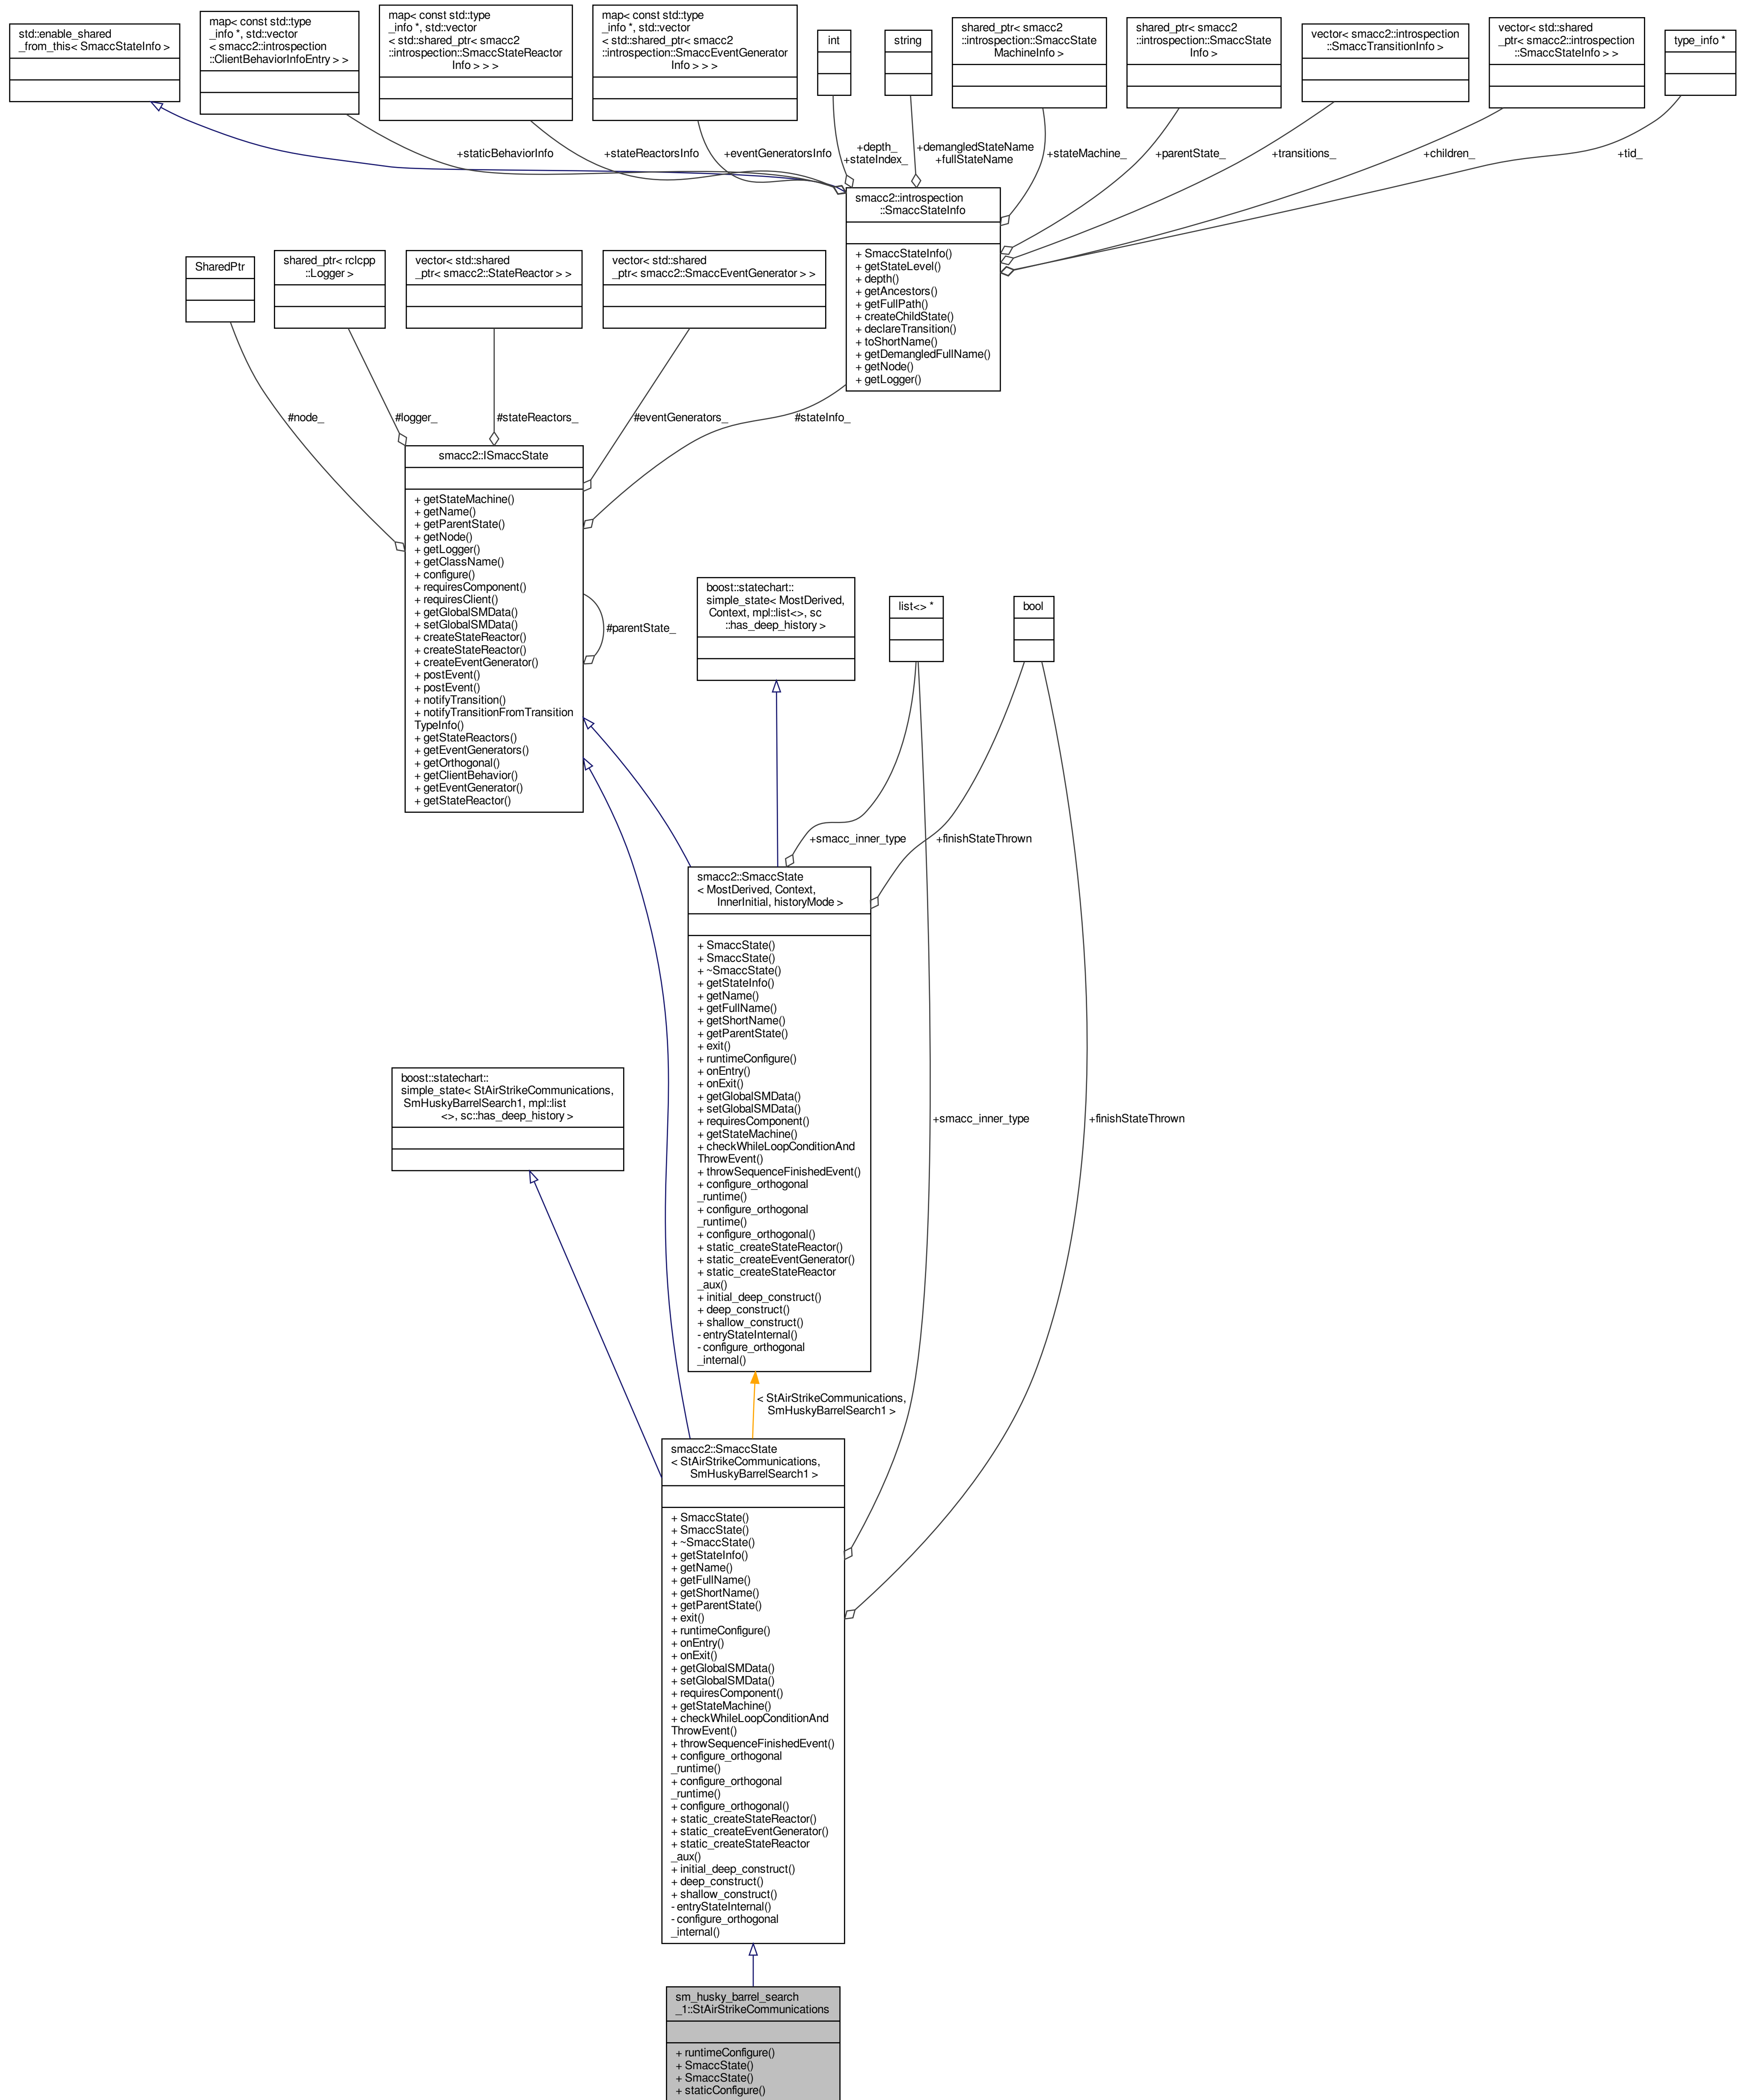 std::enable_shared
_from_this< SmaccStateInfo >
map< const std::type
_info *, std::vector
< smacc2::introspection
::ClientBehaviorInfoEntry > >
map< const std::type
_info *, std::vector
< std::shared_ptr< smacc2
::introspection::SmaccStateReactor
Info > > >
map< const std::type
_info *, std::vector
< std::shared_ptr< smacc2
::introspection::SmaccEventGenerator
Info > > >
int
string
shared_ptr< smacc2
::introspection::SmaccState
MachineInfo >
shared_ptr< smacc2
::introspection::SmaccState
Info >
vector< smacc2::introspection
::SmaccTransitionInfo >
vector< std::shared
_ptr< smacc2::introspection
::SmaccStateInfo > >
type_info *
+staticBehaviorInfo
+stateReactorsInfo
+eventGeneratorsInfo
+depth_
+stateIndex_
+demangledStateName
+fullStateName
+stateMachine_
+parentState_
+transitions_
+children_
+tid_
smacc2::introspection
::SmaccStateInfo
+ SmaccStateInfo()
+ getStateLevel()
+ depth()
+ getAncestors()
+ getFullPath()
+ createChildState()
+ declareTransition()
+ toShortName()
+ getDemangledFullName()
+ getNode()
+ getLogger()
SharedPtr
shared_ptr< rclcpp
::Logger >
vector< std::shared
_ptr< smacc2::StateReactor > >
vector< std::shared
_ptr< smacc2::SmaccEventGenerator > >
#node_
#logger_
#stateReactors_
#eventGenerators_
#stateInfo_
smacc2::ISmaccState
+ getStateMachine()
+ getName()
+ getParentState()
+ getNode()
+ getLogger()
+ getClassName()
+ configure()
+ requiresComponent()
+ requiresClient()
+ getGlobalSMData()
+ setGlobalSMData()
+ createStateReactor()
+ createStateReactor()
+ createEventGenerator()
+ postEvent()
+ postEvent()
+ notifyTransition()
+ notifyTransitionFromTransition
TypeInfo()
+ getStateReactors()
+ getEventGenerators()
+ getOrthogonal()
+ getClientBehavior()
+ getEventGenerator()
+ getStateReactor()
#parentState_
boost::statechart::
simple_state< MostDerived,
Context, mpl::list<>, sc
::has_deep_history >
list<> *
bool
+smacc_inner_type
+finishStateThrown
smacc2::SmaccState
< MostDerived, Context,
InnerInitial, historyMode >
+ SmaccState()
+ SmaccState()
+ ~SmaccState()
+ getStateInfo()
+ getName()
+ getFullName()
+ getShortName()
+ getParentState()
+ exit()
+ runtimeConfigure()
+ onEntry()
+ onExit()
+ getGlobalSMData()
+ setGlobalSMData()
+ requiresComponent()
+ getStateMachine()
+ checkWhileLoopConditionAnd
ThrowEvent()
+ throwSequenceFinishedEvent()
+ configure_orthogonal
_runtime()
+ configure_orthogonal
_runtime()
+ configure_orthogonal()
+ static_createStateReactor()
+ static_createEventGenerator()
+ static_createStateReactor
_aux()
+ initial_deep_construct()
+ deep_construct()
+ shallow_construct()
- entryStateInternal()
- configure_orthogonal
_internal()
boost::statechart::
simple_state< StAirStrikeCommunications,
SmHuskyBarrelSearch1, mpl::list
<>, sc::has_deep_history >
+smacc_inner_type
+finishStateThrown
< StAirStrikeCommunications,
SmHuskyBarrelSearch1 >
smacc2::SmaccState
< StAirStrikeCommunications,
SmHuskyBarrelSearch1 >
+ SmaccState()
+ SmaccState()
+ ~SmaccState()
+ getStateInfo()
+ getName()
+ getFullName()
+ getShortName()
+ getParentState()
+ exit()
+ runtimeConfigure()
+ onEntry()
+ onExit()
+ getGlobalSMData()
+ setGlobalSMData()
+ requiresComponent()
+ getStateMachine()
+ checkWhileLoopConditionAnd
ThrowEvent()
+ throwSequenceFinishedEvent()
+ configure_orthogonal
_runtime()
+ configure_orthogonal
_runtime()
+ configure_orthogonal()
+ static_createStateReactor()
+ static_createEventGenerator()
+ static_createStateReactor
_aux()
+ initial_deep_construct()
+ deep_construct()
+ shallow_construct()
- entryStateInternal()
- configure_orthogonal
_internal()
sm_husky_barrel_search
_1::StAirStrikeCommunications
+ runtimeConfigure()
+ SmaccState()
+ SmaccState()
+ staticConfigure()